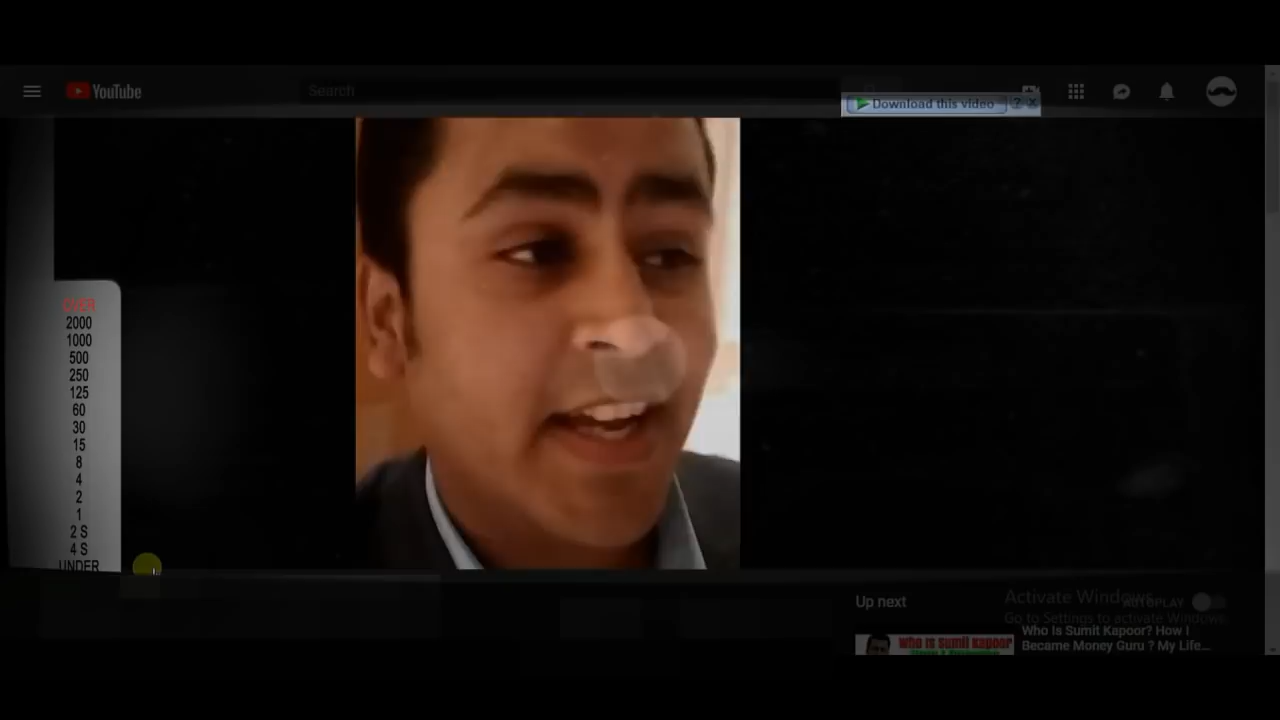 YouTube
Search
Download this video
?
OVER
2000
1000
500
250
125
60
30
15
8
4
2
1
2 S
4 S
UNDER
Up next
AUTOPLAY
Activate Windows
Go to Settings to activate Windows.
Who Is Sumit Kapoor? How I
Became Money Guru ? My Life...
Who is Sumit Kapoor